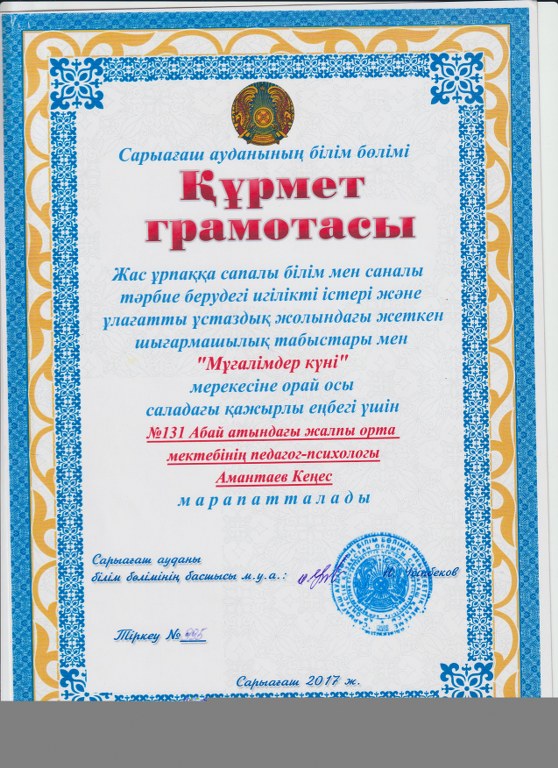 Сарыағаш ауданының білім бөлімі
Құрмет
грамотасы
Жас ұрпаққа сапалы білім мен саналы
тәрбие берудегі игілікті істері және
ұлағатты ұстаздық жолындағы жеткен
шығармашылық табыстары мен
"Мұғалімдер күні"
мерекесіне орай осы
саладағы қажырлы еңбегі үшін
№131 Абай атындағы жалпы орта
мектебінің педагог-психологы
Амантаев Кеңес
марапатталады
Сарыағаш ауданы
білім бөлімінің басшысы м.у.а.:
Тіркеу №
Сарыағаш 2017 ж.